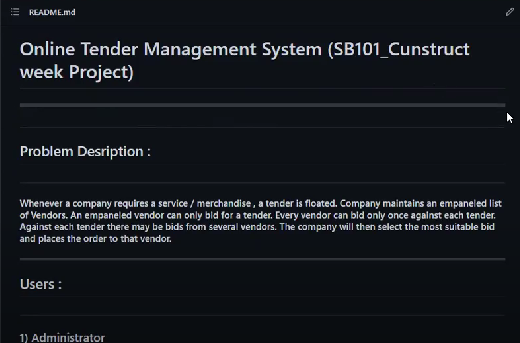 README.md
Online Tender Management System (SB101_Cunstruct
week Project)
Problem Desription :
Whenever a company requires a service / merchandise , a tender is floated. Company maintains an empaneled list
of Vendors. An empaneled vendor can only bid for a tender. Every vendor can bid only once against each tender.
Against each tender there may be bids from several vendors. The company will then select the most suitable bid
and places the order to that vendor.
Users :
1) Administrator